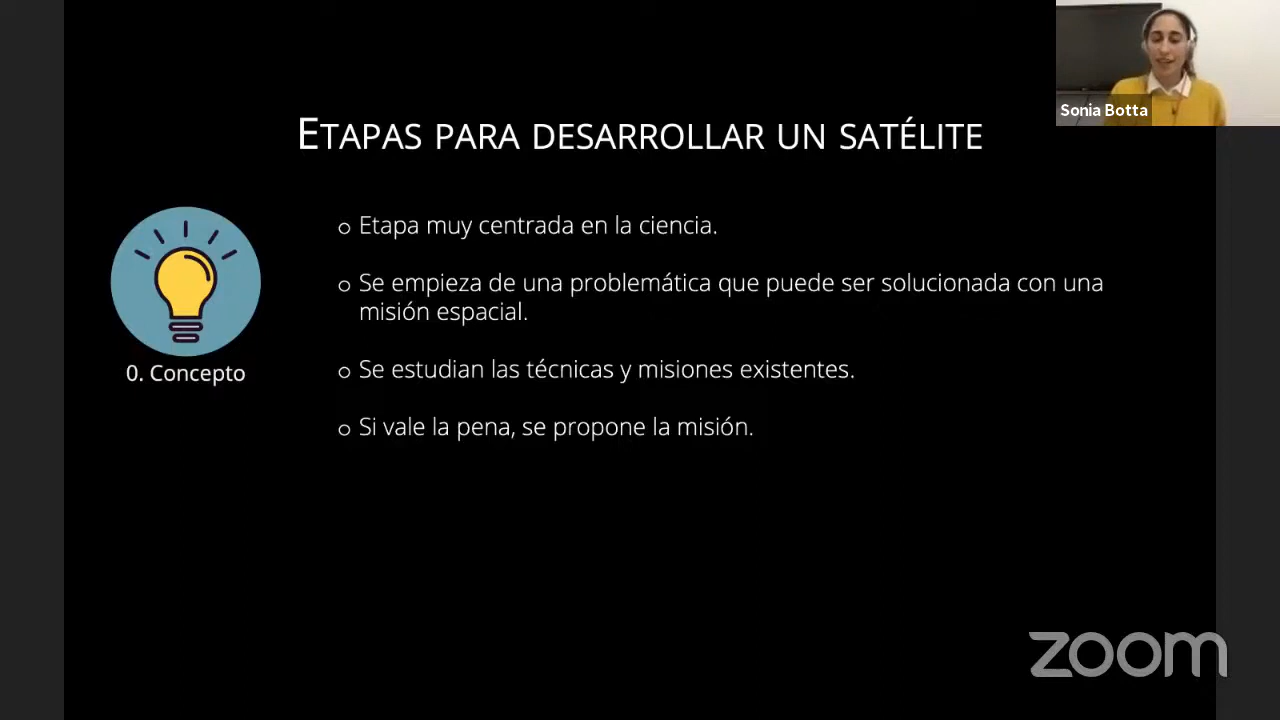 Sonia Botta
ETAPAS PARA DESARROLLAR UN SATÉLITE
o Etapa muy centrada en la ciencia.
o Se empieza de una problemática que puede ser solucionada con una
misión espacial.
o Se estudian las técnicas y misiones existentes.
o Si vale la pena, se propone la misión.
0. Concepto
zoom